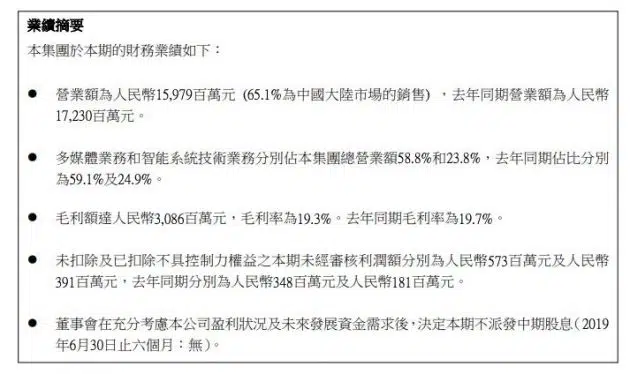 業績摘要
本集團於本期的財務業績如下：
● 營業額為人民幣15,979百萬元 (65.1%為中國大陸市場的銷售) ，去年同期營業額為人民幣
17,230百萬元。
● 多媒體業務和智能系統技術業務分別佔本集團總營業額58.8%和23.8%，去年同期佔比分別
為59.1%及24.9%。
● 毛利額達人民幣3,086百萬元，毛利率為19.3%。去年同期毛利率為19.7%。
● 未扣除及已扣除不具控制力權益之本期未經審核利潤額分別為人民幣573百萬元及人民幣
391百萬元，去年同期分別為人民幣348百萬元及人民幣181百萬元。
● 董事會在充分考慮本公司盈利狀況及未來發展資金需求後，決定本期不派發中期股息（2019
年6月30日止六個月：無）。